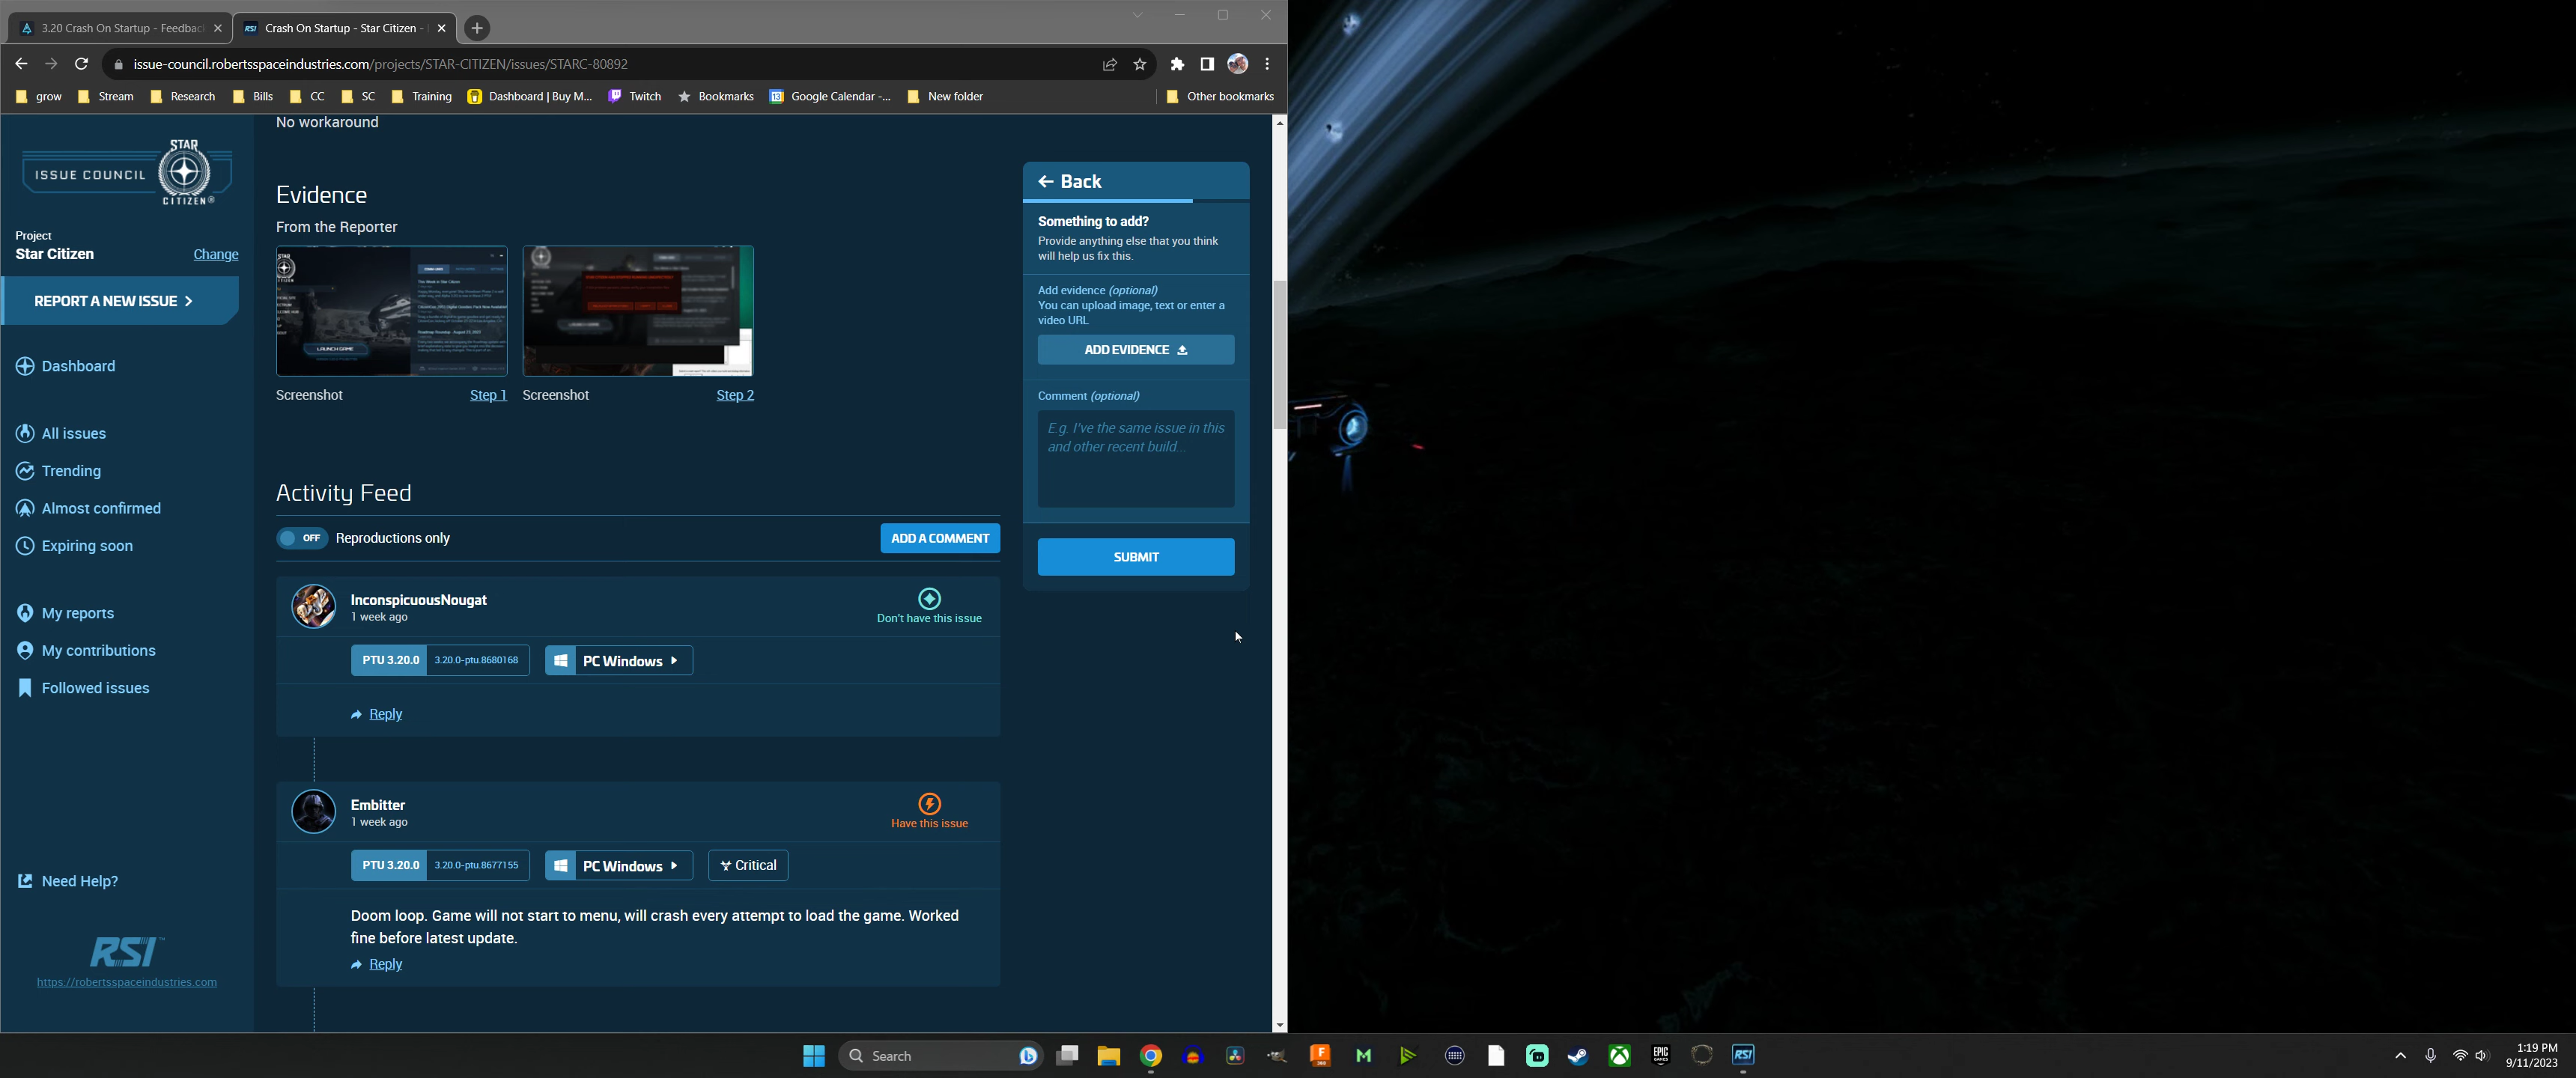 3.20 Crash On Startup - Feedbac
Crash On Startup - Star Citizen -
issue-council.robertsspaceindustries.com/projects/STAR-CITIZEN/issues/STARC-80892
grow Stream Research Bills CC SC Training Dashboard | Buy M... Twitch Bookmarks Google Calendar -... New folder Other bookmarks
ISSUE COUNCIL
STAR
CITIZEN®
Project
Star Citizen Change
REPORT A NEW ISSUE
Dashboard
All issues
Trending
Almost confirmed
Expiring soon
My reports
My contributions
Followed issues
Need Help?
RSI™
https://robertsspaceindustries.com
No workaround
Evidence
From the Reporter
LAUNCH GAME
Screenshot Step 1
Screenshot Step 2
Activity Feed
OFF Reproductions only
ADD A COMMENT
InconspicuousNougat
1 week ago
Don't have this issue
PTU 3.20.0 3.20.0-ptu.8680168 PC Windows
Reply
Embitter
1 week ago
Have this issue
PTU 3.20.0 3.20.0-ptu.8677155 PC Windows Critical
Doom loop. Game will not start to menu, will crash every attempt to load the game. Worked
fine before latest update.
Reply
Back
Something to add?
Provide anything else that you think
will help us fix this.
Add evidence (optional)
You can upload image, text or enter a
video URL
ADD EVIDENCE
Comment (optional)
E.g. I've the same issue in this
and other recent build...
SUBMIT
Search
1:19 PM
9/11/2023